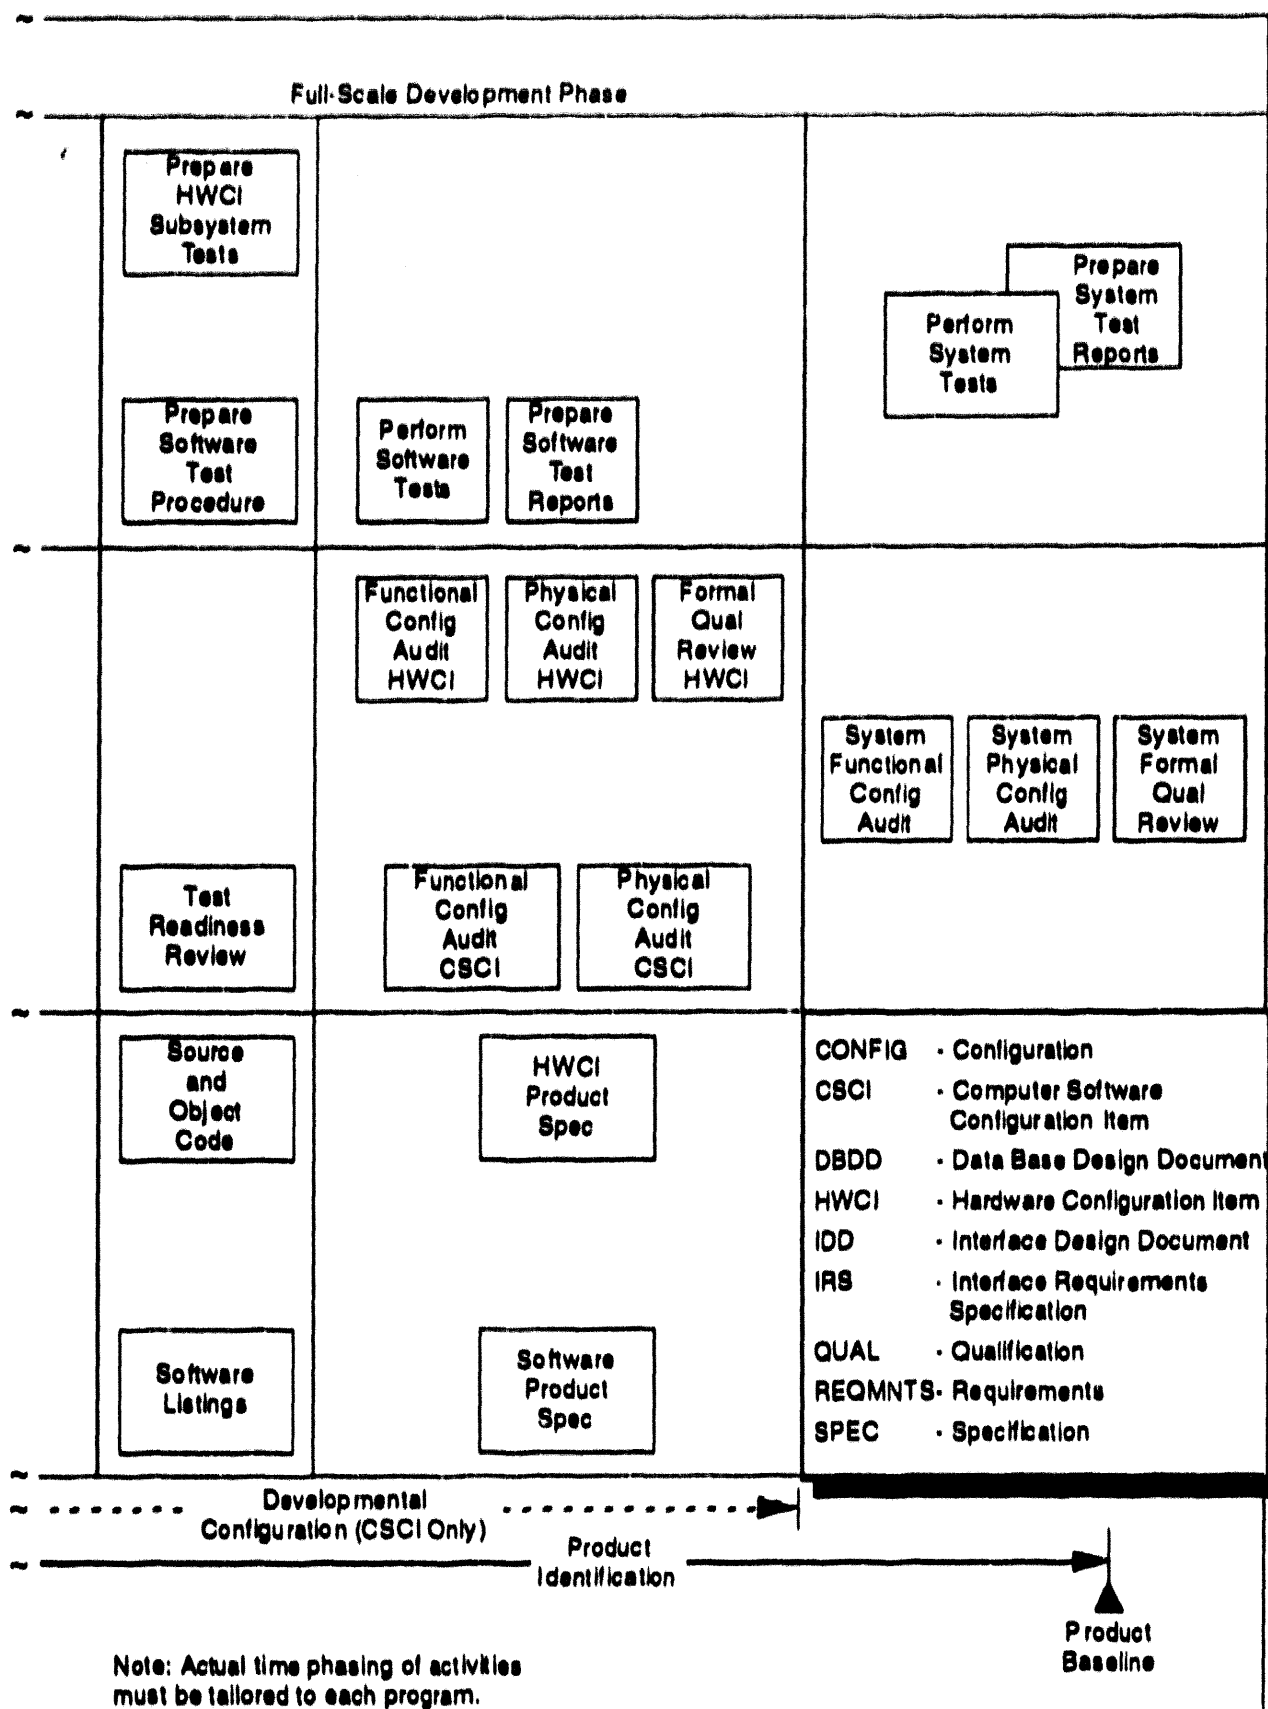 Full-Scale Development Phase
Prepare
HWCI
Subsystem
Tests
Prepare
System
Test
Reports
Perform
System
Tests
Prepare
Software
Test
Procedure
Perform
Software
Tests
Prepare
Software
Test
Reports
Functional
Config
Audit
HWCI
Physical
Config
Audit
HWCI
Formal
Qual
Review
HWCI
System
Functional
Config
Audit
System
Physical
Config
Audit
System
Formal
Qual
Review
Test
Readiness
Review
Functional
Config
Audit
CSCI
Physical
Config
Audit
CSCI
Source
and
Object
Code
HWCI
Product
Spec
Software
Listings
Software
Product
Spec
CONFIG - Configuration
CSCI - Computer Software
Configuration Item
DBDD - Data Base Design Document
HWCI - Hardware Configuration Item
IDD - Interface Design Document
IRS - Interface Requirements
Specification
QUAL - Qualification
REQMNTS- Requirements
SPEC - Specification
Developmental
Configuration (CSCI Only)
Product
Identification
Product
Baseline
Note: Actual time phasing of activities
must be tailored to each program.